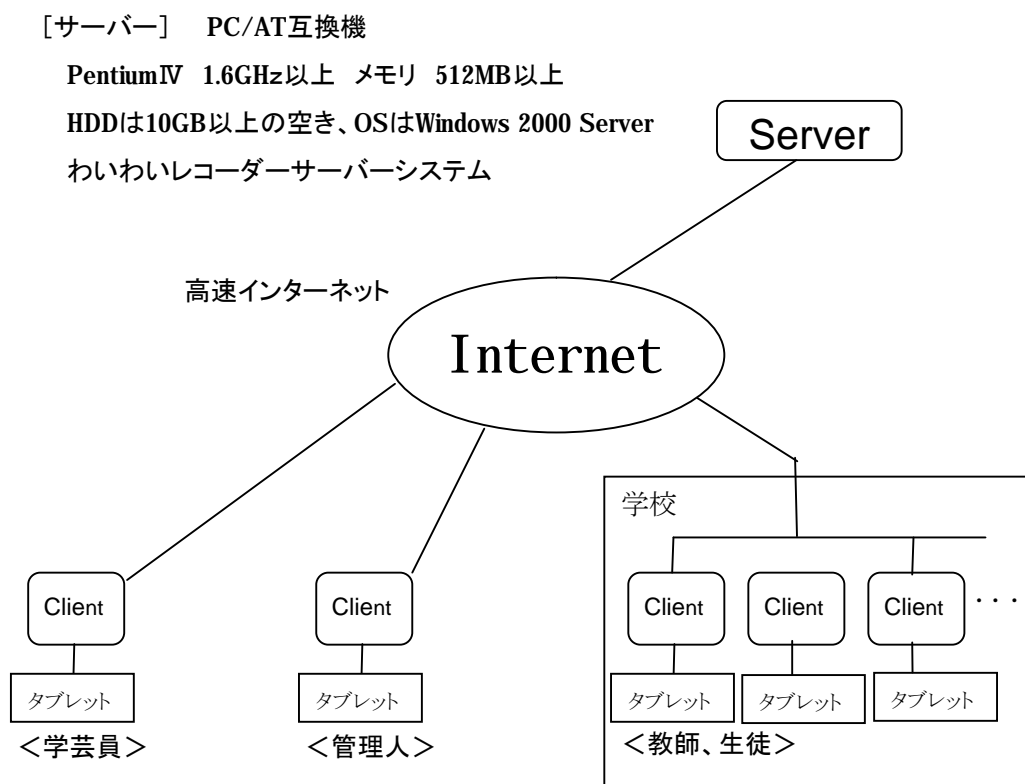 ［サーバー］　PC/AT互換機
PentiumⅣ　1.6GHz以上　メモリ　512MB以上
HDDは10GB以上の空き、OSはWindows 2000 Server
わいわいレコーダーサーバーシステム
Server
高速インターネット
Internet
学校
Client
Client
Client
Client
Client
・・・
タブレット
タブレット
タブレット
タブレット
タブレット
＜学芸員＞
＜管理人＞
＜教師、生徒＞